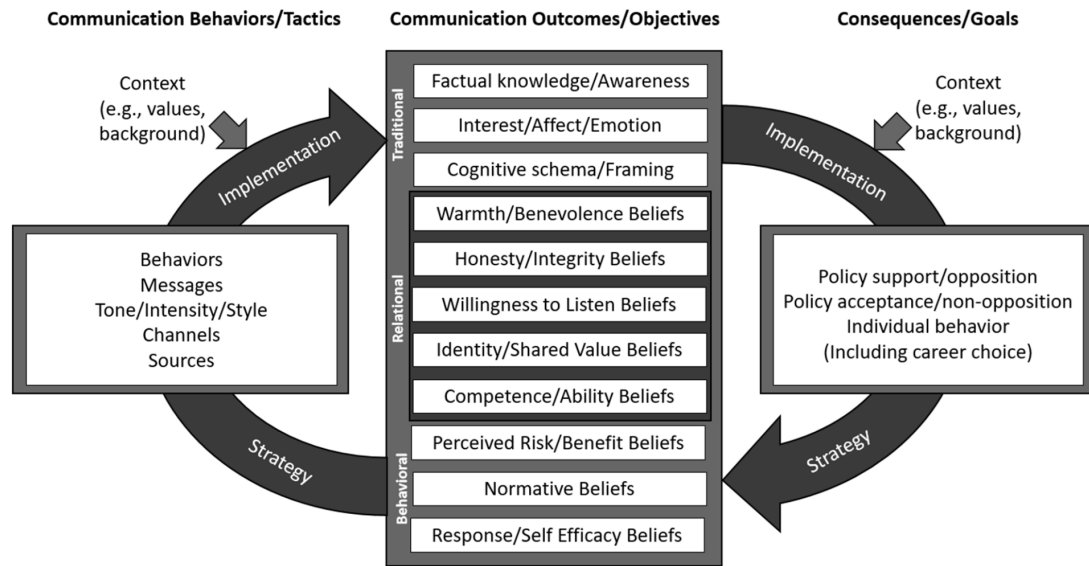 Communication Behaviors/Tactics
Communication Outcomes/Objectives
Consequences/Goals
Context
(e.g., values,
background)
Implementation
Behaviors
Messages
Tone/Intensity/Style
Channels
Sources
Strategy
Traditional
Factual knowledge/Awareness
Interest/Affect/Emotion
Cognitive schema/Framing
Relational
Warmth/Benevolence Beliefs
Honesty/Integrity Beliefs
Willingness to Listen Beliefs
Identity/Shared Value Beliefs
Competence/Ability Beliefs
Behavioral
Perceived Risk/Benefit Beliefs
Normative Beliefs
Response/Self Efficacy Beliefs
Context
(e.g., values,
background)
Implementation
Policy support/opposition
Policy acceptance/non-opposition
Individual behavior
(Including career choice)
Strategy